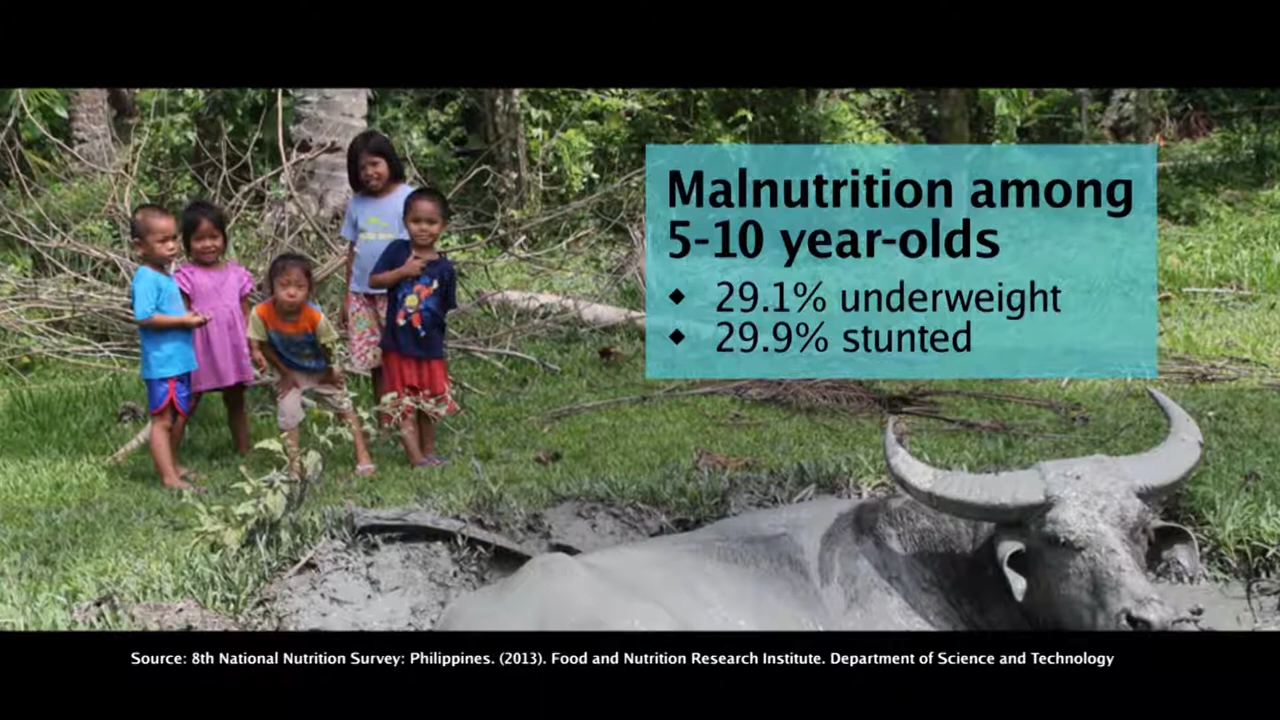 Malnutrition among
5-10 year-olds
◆ 29.1% underweight
◆ 29.9% stunted
Source: 8th National Nutrition Survey: Philippines. (2013). Food and Nutrition Research Institute. Department of Science and Technology